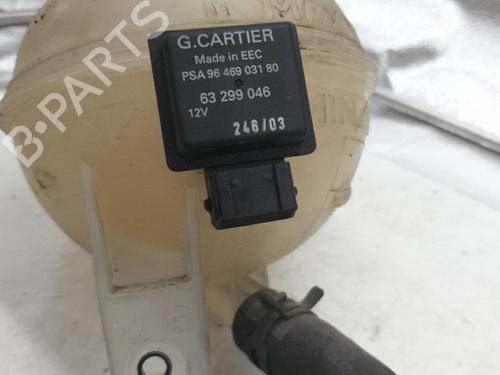 G.CARTIER
Made in EEC
PSA 96 469 031 80
63 299 046
12V
246/03
B-PARTS